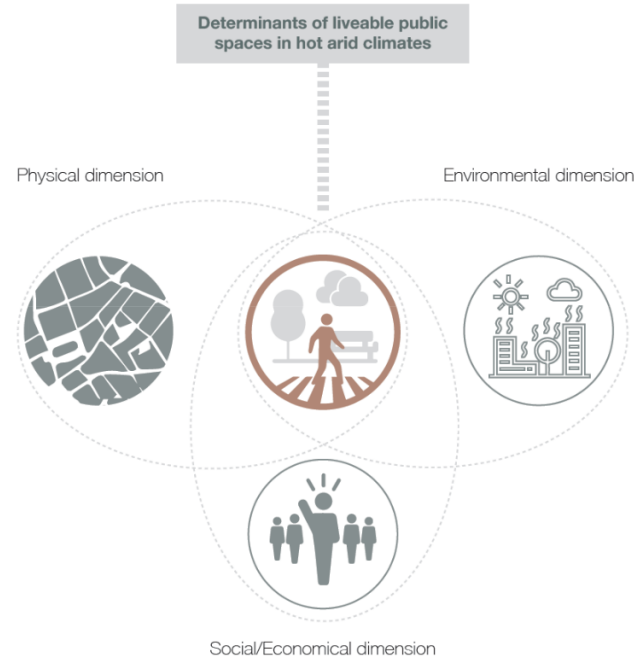 Determinants of liveable public
spaces in hot arid climates
Physical dimension
Environmental dimension
Social/Economical dimension